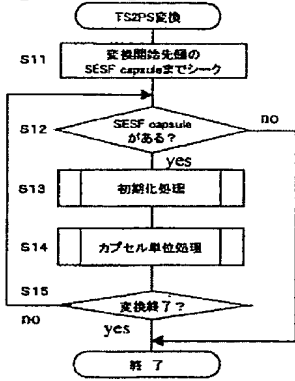 TS2PS変換
S11
変換開始先頭の
SESF capsuleまでシーク
S12
SESF capsule
がある?
no
yes
S13
初期化処理
S14
カプセル単位処理
S15
変換終了?
no
yes
終 了